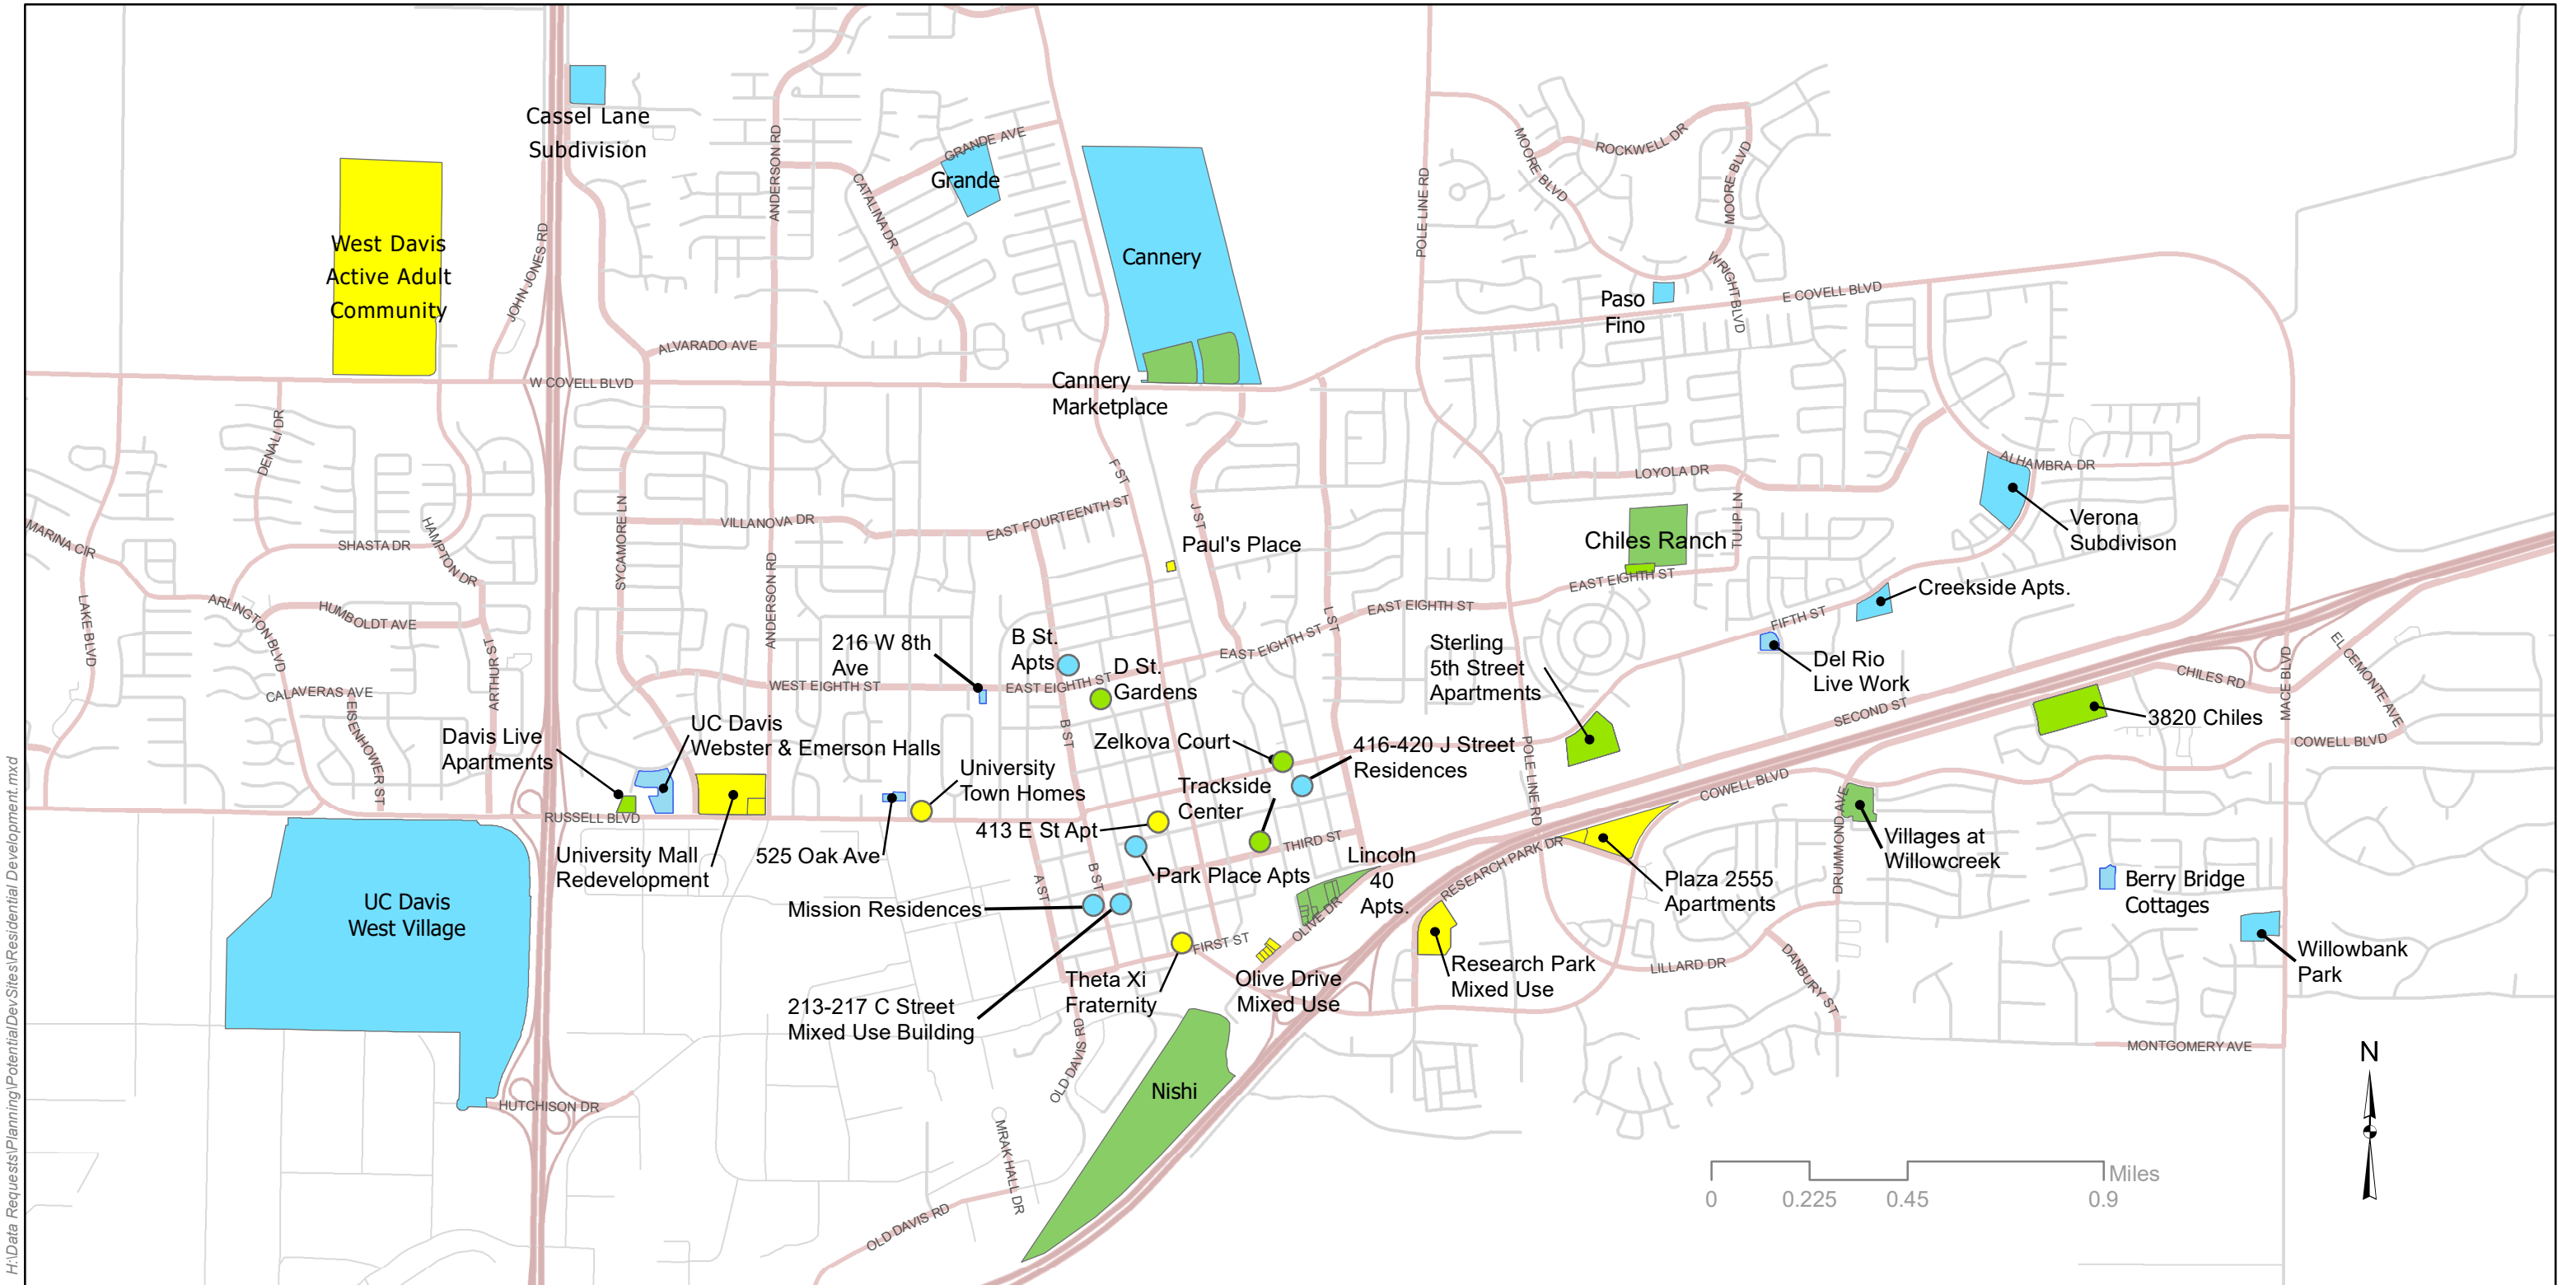 Cassel Lane
Subdivision
GRANDE AVE
Grande
CATALINA DR
ANDERSON RD
JOHN JONES RD
West Davis
Active Adult
Community
Cannery
POLE LINE RD
MOORE BLVD
ROCKWELL DR
MOORE BLVD
WRIGHT BLVD
Paso
Fino
E COVELL BLVD
ALVARADO AVE
W COVELL BLVD
Cannery
Marketplace
DENALI DR
F ST
J ST
LOYOLA DR
TULIP LN
ALHAMBRA DR
Verona
Subdivison
MARINA CIR
SHASTA DR
HAMPTON DR
SYCAMORE LN
VILLANOVA DR
EAST FOURTEENTH ST
Paul's Place
Chiles Ranch
EAST EIGHTH ST
Creekside Apts.
LAKE BLVD
ARLINGTON BLVD
HUMBOLDT AVE
ARTHUR ST
ANDERSON RD
216 W 8th
Ave
B St.
Apts.
D St.
Gardens
EAST EIGHTH ST
L ST
EAST EIGHTH ST
FIFTH ST
Sterling
5th Street
Apartments
Del Rio
Live Work
EL CEMONTE AVE
CHILES RD
MACE BLVD
CALAVERAS AVE
EISENHOWER ST
WEST EIGHTH ST
EAST EIGHTH ST
B ST
SECOND ST
3820 Chiles
COWELL BLVD
Davis Live
Apartments
UC Davis
Webster & Emerson Halls
University
Town Homes
Zelkova Court
416-420 J Street
Residences
Trackside
Center
POLE LINE RD
COWELL BLVD
DRUMMOND AVE
RUSSELL BLVD
University Mall
Redevelopment
525 Oak Ave
413 E St Apt
Park Place Apts
THIRD ST
Lincoln
40
Apts.
OLIVE DR
RESEARCH PARK DR
Plaza 2555
Apartments
Villages at
Willowcreek
Berry Bridge
Cottages
UC Davis
West Village
A ST
B ST
Mission Residences
FIRST ST
Theta Xi
Fraternity
213-217 C Street
Mixed Use Building
Olive Drive
Mixed Use
Research Park
Mixed Use
LILLARD DR
DANBURY ST
Willowbank
Park
MONTGOMERY AVE
OLD DAVIS RD
Nishi
HUTCHISON DR
MRAK HALL DR
OLD DAVIS RD
N
Miles
0 0.225 0.45 0.9
H:\Data Requests\Planning\PotentialDevSites\Residential Development.mxd